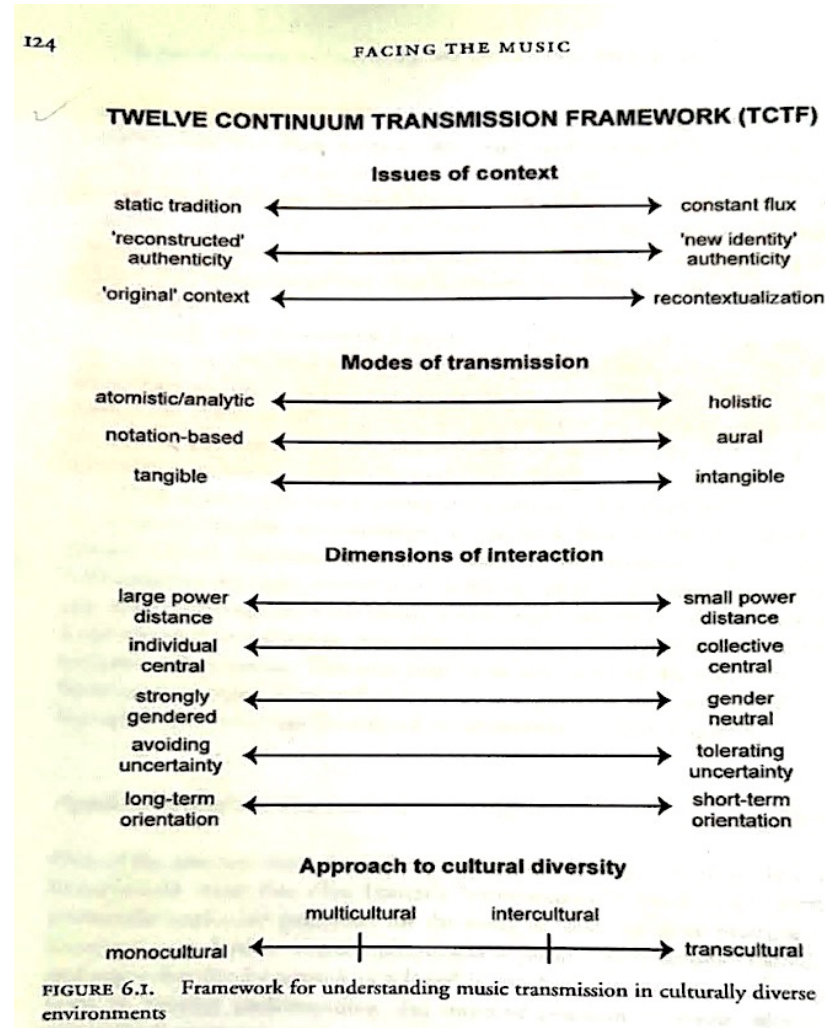 124
FACING THE MUSIC
TWELVE CONTINUUM TRANSMISSION FRAMEWORK (TCTF)
Issues of context
static tradition constant flux
'reconstructed' authenticity 'new identity' authenticity
'original' context recontextualization
Modes of transmission
atomistic/analytic holistic
notation-based aural
tangible intangible
Dimensions of interaction
large power distance small power distance
individual central collective central
strongly gendered gender neutral
avoiding uncertainty tolerating uncertainty
long-term orientation short-term orientation
Approach to cultural diversity
multicultural intercultural
monocultural transcultural
FIGURE 6.1. Framework for understanding music transmission in culturally diverse
environments